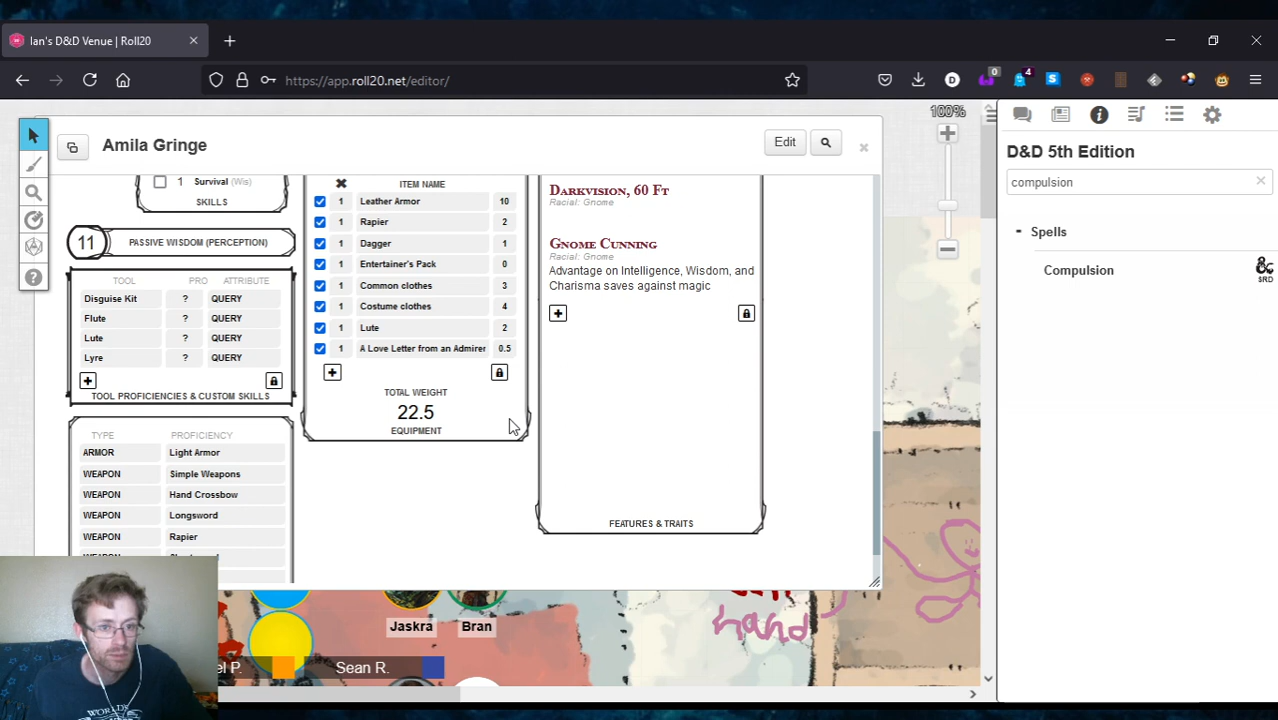 Ian's D&D Venue | Roll20
https://app.roll20.net/editor/
0
4
100%
Amila Gringe
Edit
1 Survival (Wis)
SKILLS
11 PASSIVE WISDOM (PERCEPTION)
TOOL PRO ATTRIBUTE
Disguise Kit ? QUERY
Flute ? QUERY
Lute ? QUERY
Lyre ? QUERY
TOOL PROFICIENCIES & CUSTOM SKILLS
TYPE PROFICIENCY
ARMOR Light Armor
WEAPON Simple Weapons
WEAPON Hand Crossbow
WEAPON Longsword
WEAPON Rapier
ITEM NAME
1 Leather Armor 10
1 Rapier 2
1 Dagger 1
1 Entertainer's Pack 0
1 Common clothes 3
1 Costume clothes 4
1 Lute 2
1 A Love Letter from an Admirer 0.5
TOTAL WEIGHT
22.5
EQUIPMENT
DARKVISION, 60 FT
Racial: Gnome
GNOME CUNNING
Racial: Gnome
Advantage on Intelligence, Wisdom, and
Charisma saves against magic
FEATURES & TRAITS
D&D 5th Edition
compulsion
Spells
Compulsion
SRD
Jaskra
Bran
el P.
Sean R.
hand